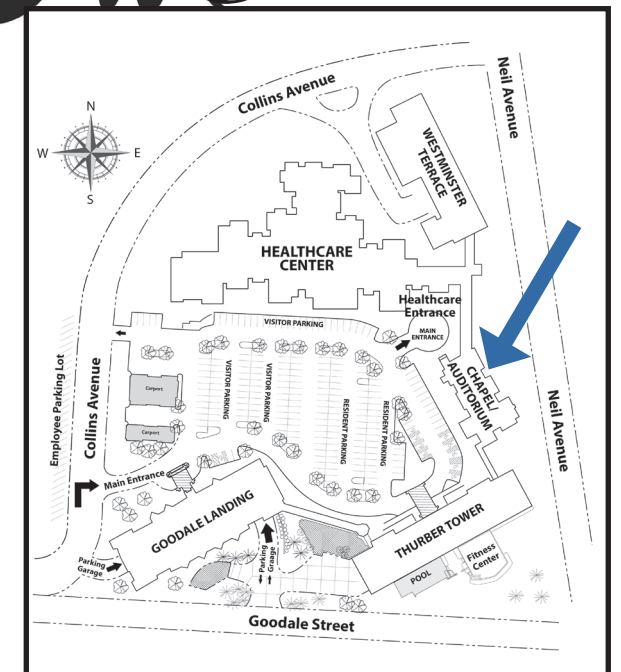 Collins Avenue
Neil Avenue
N
W
E
S
WESTMINSTER
TERRACE
HEALTHCARE
CENTER
Healthcare
Entrance
MAIN
ENTRANCE
VISITOR PARKING
VISITOR PARKING
VISITOR PARKING
RESIDENT PARKING
RESIDENT PARKING
CHAPEL/
AUDITORIUM
Neil Avenue
Employee Parking Lot
Collins Avenue
Carport
Carport
Main Entrance
GOODALE LANDING
Parking
Garage
Parking
Graage
THURBER TOWER
POOL
Fitness
Center
Goodale Street